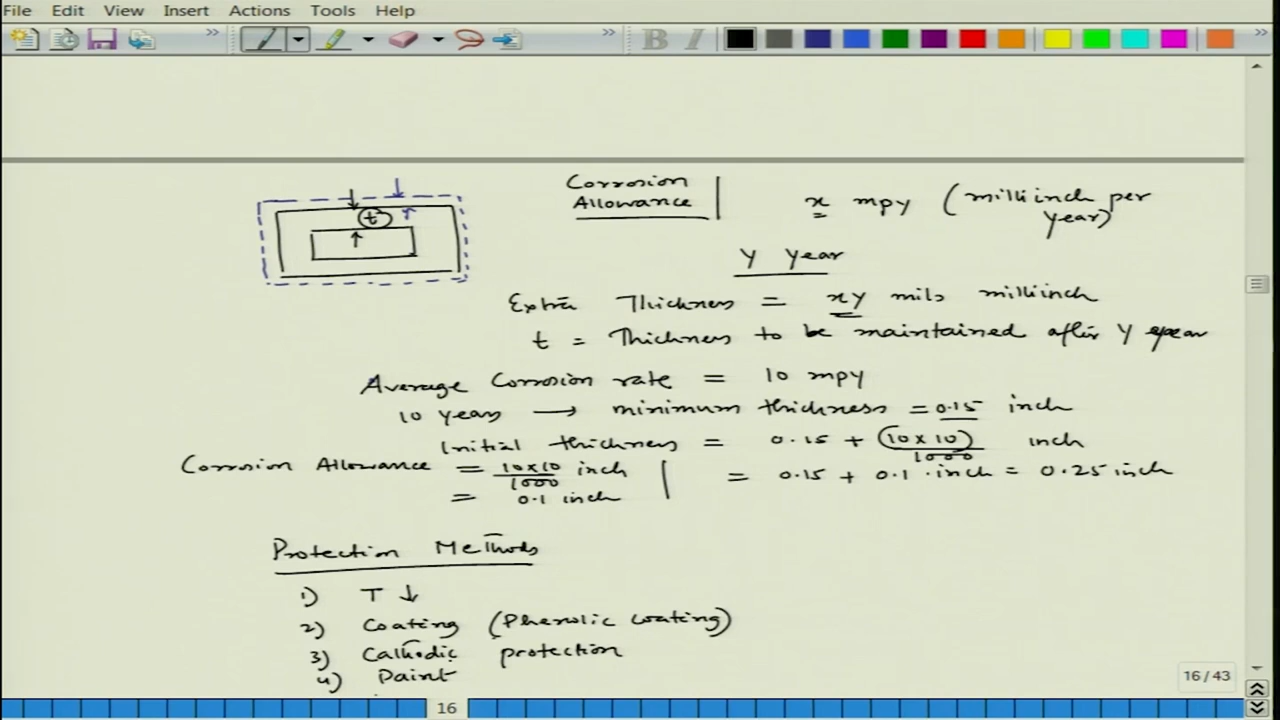 File Edit View Insert Actions Tools Help
B I
t
Corrosion
Allowance
x mpy (milli inch per
year)
Y year
Extra Thickness = xy mils milliinch
t = Thickness to be maintained after Y year
Average Corrosion rate = 10 mpy
10 years → minimum thickness = 0.15 inch
Initial thickness = 0.15 + (10 x 10)/1000 inch
Corrosion Allowance = 10x10/1000 inch
= 0.1 inch
= 0.15 + 0.1 inch = 0.25 inch
Protection Methods
1) T ↓
2) Coating (Phenolic coating)
3) Cathodic protection
4) Paint
16/43
16